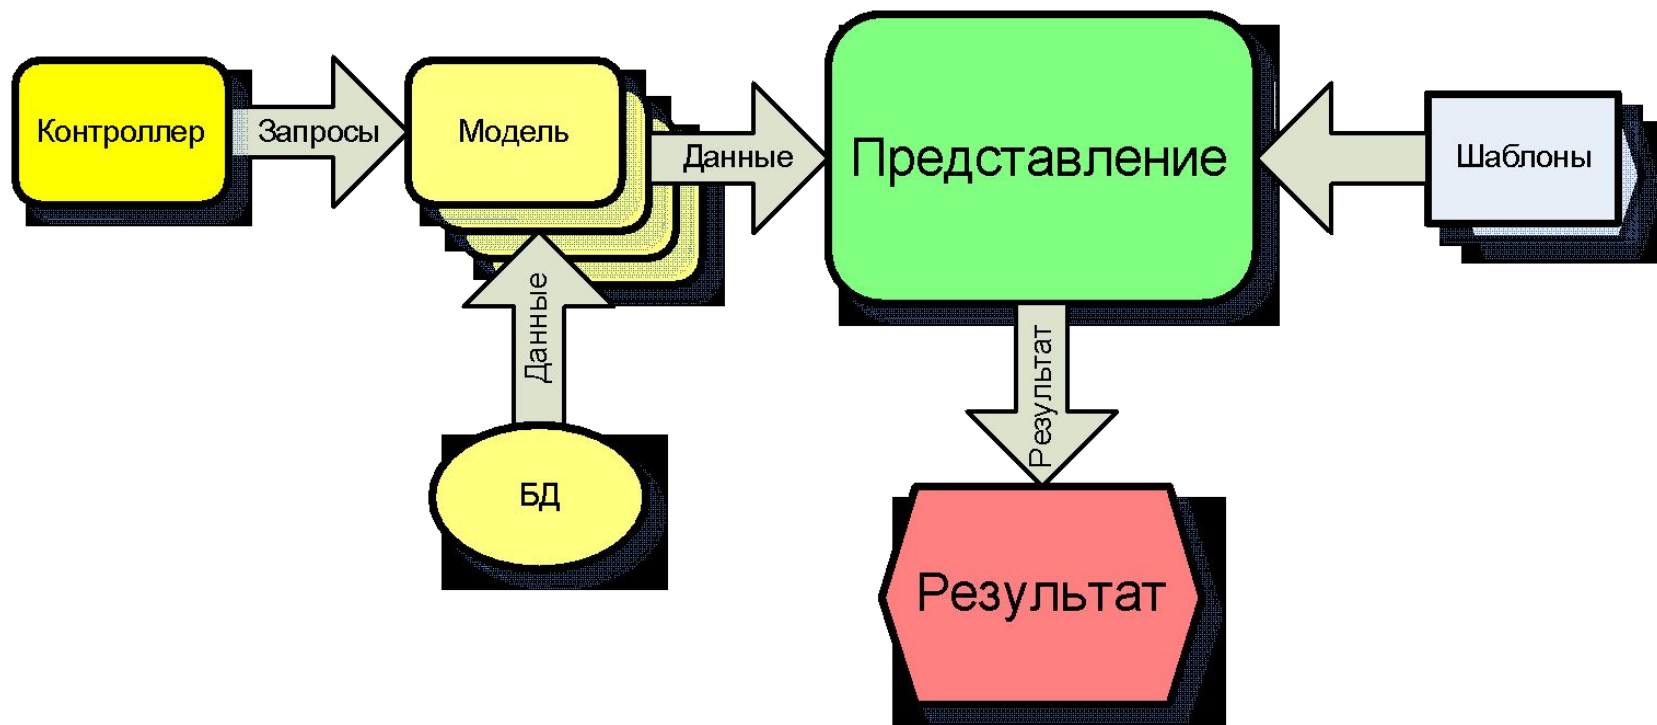 Контроллер
Запросы
Модель
Данные
Представление
Шаблоны
Данные
Результат
БД
Результат